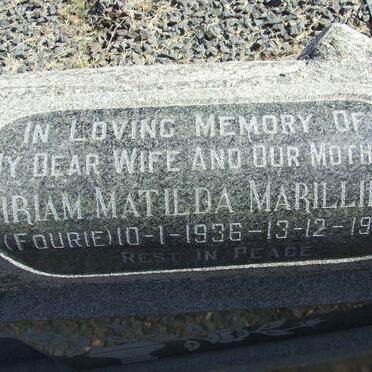 IN LOVING MEMORY OF
MY DEAR WIFE AND OUR MOTH
IRIAM MATILDA MARILLI
(FOURIE) 10-1-1936-13-12-19
REST IN PEACE